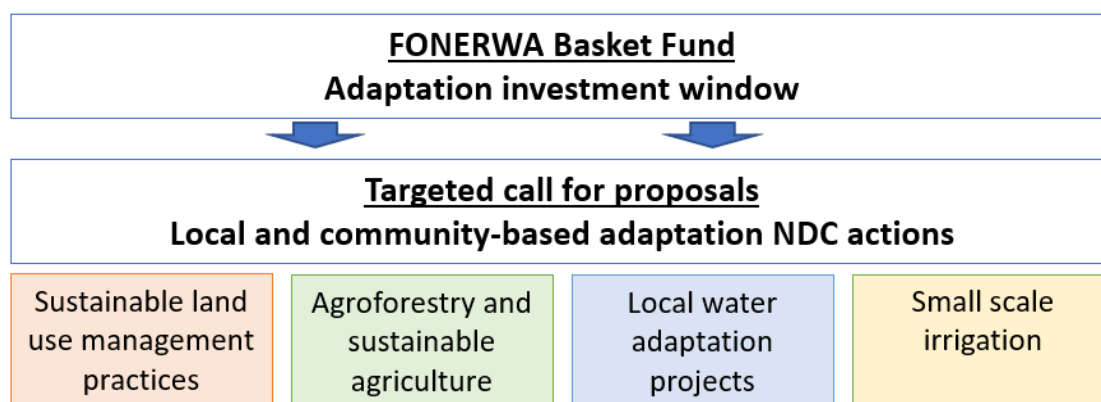 FONERWA Basket Fund
Adaptation investment window
Targeted call for proposals
Local and community-based adaptation NDC actions
Sustainable land
use management
practices
Agroforestry and
sustainable
agriculture
Local water
adaptation
projects
Small scale
irrigation